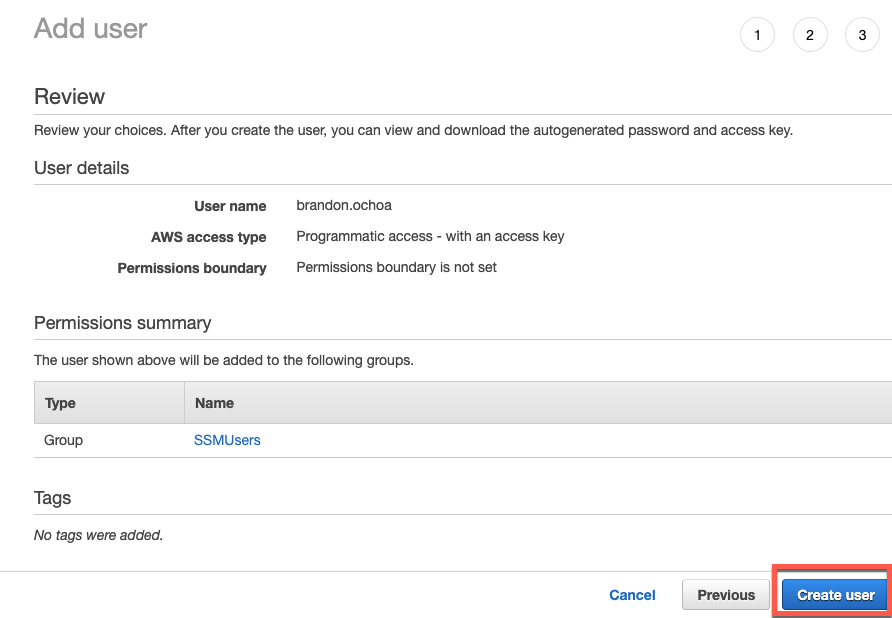 Add user
1 2 3
Review
Review your choices. After you create the user, you can view and download the autogenerated password and access key.
User details
User name brandon.ochoa
AWS access type Programmatic access - with an access key
Permissions boundary Permissions boundary is not set
Permissions summary
The user shown above will be added to the following groups.
Type Name
Group SSMUsers
Tags
No tags were added.
Cancel Previous Create user